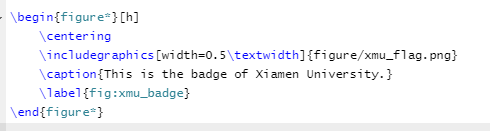 \begin{figure*}[h]
\centering
\includegraphics[width=0.5\textwidth]{figure/xmu_flag.png}
\caption{This is the badge of Xiamen University.}
\label{fig:xmu_badge}
\end{figure*}